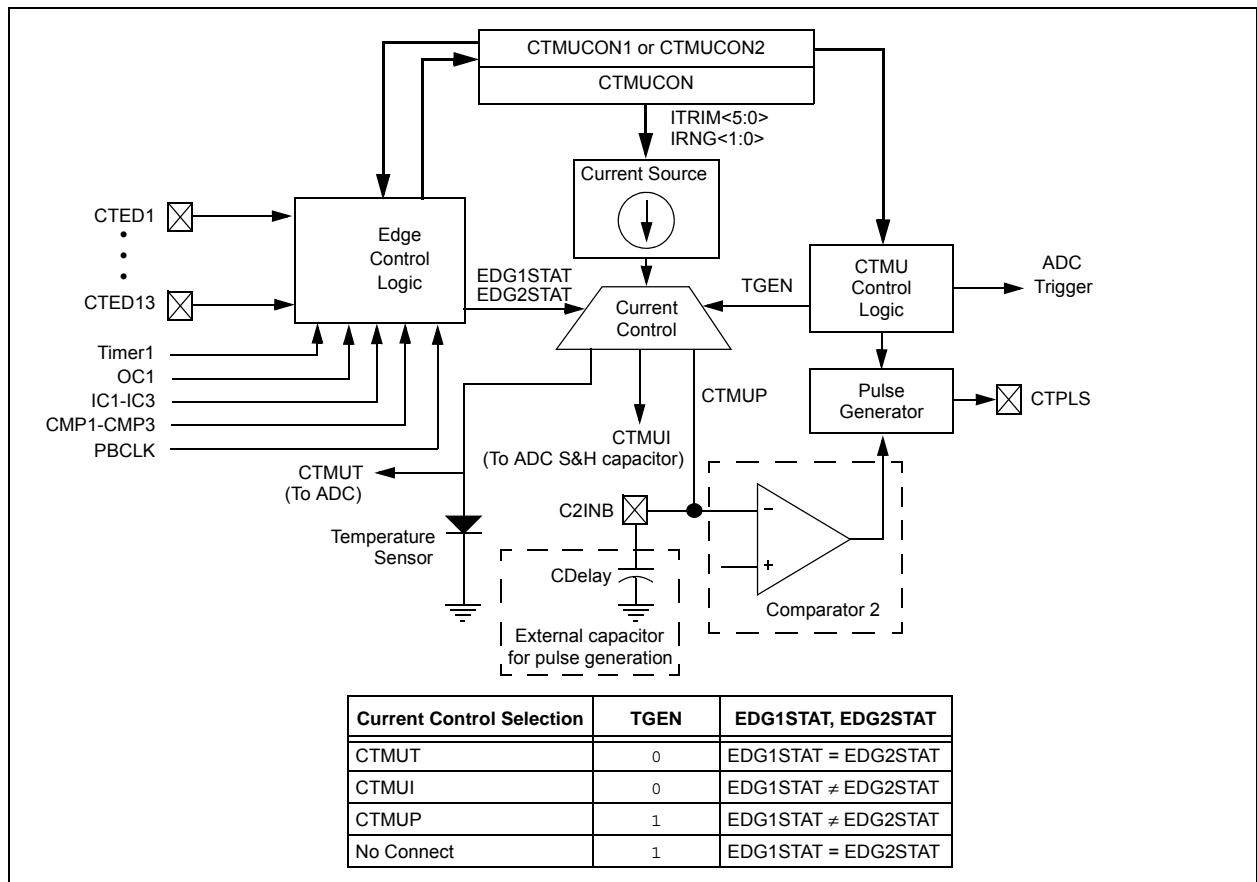 CTMUCON1 or CTMUCON2
CTMUCON
ITRIM<5:0>
IRNG<1:0>
Current Source
CTED1
CTED13
Edge
Control
Logic
EDG1STAT
EDG2STAT
Current
Control
TGEN
CTMU
Control
Logic
ADC
Trigger
Timer1
OC1
IC1-IC3
CMP1-CMP3
PBCLK
Pulse
Generator
CTPLS
CTMUP
CTMUI
(To ADC S&H capacitor)
CTMUT
(To ADC)
C2INB
Temperature
Sensor
CDelay
External capacitor
for pulse generation
−
+
Comparator 2
Current Control Selection TGEN EDG1STAT, EDG2STAT
CTMUT 0 EDG1STAT = EDG2STAT
CTMUI 0 EDG1STAT ≠ EDG2STAT
CTMUP 1 EDG1STAT ≠ EDG2STAT
No Connect 1 EDG1STAT = EDG2STAT